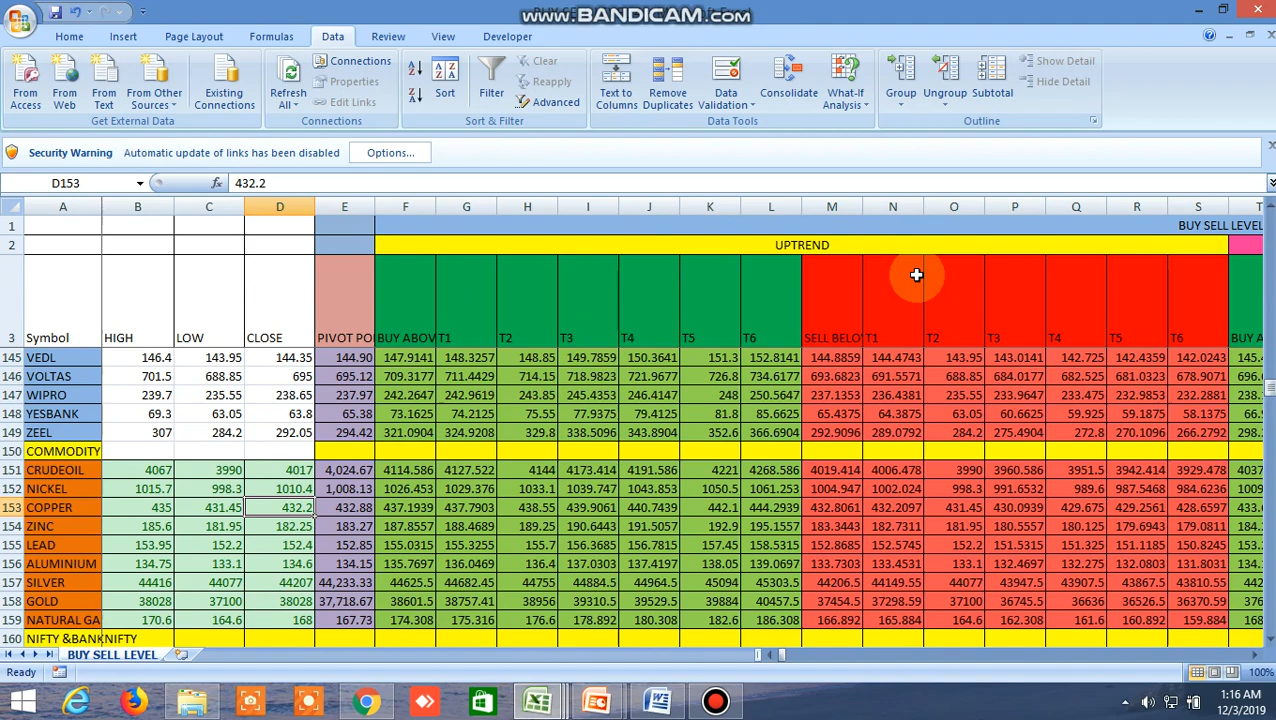 www.BANDICAM.com
Home Insert Page Layout Formulas Data Review View Developer
From Access From Web From Text From Other Sources Existing Connections Refresh All Connections Properties Edit Links Sort Filter Clear Reapply Advanced Text to Columns Remove Duplicates Data Validation Consolidate What-If Analysis Group Ungroup Subtotal Show Detail Hide Detail
Get External Data Connections Sort & Filter Data Tools Outline
Security Warning Automatic update of links has been disabled Options...
D153 fx 432.2
A B C D E F G H I J K L M N O P Q R S T
1 BUY SELL LEVEL
2 UPTREND
3 Symbol HIGH LOW CLOSE PIVOT PO BUY ABOV T1 T2 T3 T4 T5 T6 SELL BELO T1 T2 T3 T4 T5 T6 BUY A
145 VEDL 146.4 143.95 144.35 144.90 147.9141 148.3257 148.85 149.7859 150.3641 151.3 152.8141 144.8859 144.4743 143.95 143.0141 142.725 142.4359 142.0243 145.4
146 VOLTAS 701.5 688.85 695 695.12 709.3177 711.4429 714.15 718.9823 721.9677 726.8 734.6177 693.6823 691.5571 688.85 684.0177 682.525 681.0323 678.9071 696.
147 WIPRO 239.7 235.55 238.65 237.97 242.2647 242.9619 243.85 245.4353 246.4147 248 250.5647 237.1353 236.4381 235.55 233.9647 233.475 232.9853 232.2881 238.
148 YESBANK 69.3 63.05 63.8 65.38 73.1625 74.2125 75.55 77.9375 79.4125 81.8 85.6625 65.4375 64.3875 63.05 60.6625 59.925 59.1875 58.1375 66.9
149 ZEEL 307 284.2 292.05 294.42 321.0904 324.9208 329.8 338.5096 343.8904 352.6 366.6904 292.9096 289.0792 284.2 275.4904 272.8 270.1096 266.2792 298.
150 COMMODITY
151 CRUDEOIL 4067 3990 4017 4,024.67 4114.586 4127.522 4144 4173.414 4191.586 4221 4268.586 4019.414 4006.478 3990 3960.586 3951.5 3942.414 3929.478 4037
152 NICKEL 1015.7 998.3 1010.4 1,008.13 1026.453 1029.376 1033.1 1039.747 1043.853 1050.5 1061.253 1004.947 1002.024 998.3 991.6532 989.6 987.5468 984.6236
153 COPPER 435 431.45 432.2 432.88 437.1939 437.7903 438.55 439.9061 440.7439 442.1 444.2939 432.8061 432.2097 431.45 430.0939 429.675 429.2561 428.6597 433.
154 ZINC 185.6 181.95 182.25 183.27 187.8557 188.4689 189.25 190.6443 191.5057 192.9 195.1557 183.3443 182.7311 181.95 180.5557 179.6943 179.0811 184.
155 LEAD 153.95 152.2 152.4 152.85 155.0315 155.3255 155.7 156.3685 156.7815 157.45 158.5315 152.8685 152.5745 152.2 151.5315 151.325 151.1185 150.8245 153.
156 ALUMINIUM 134.75 133.1 134.6 134.15 135.7697 136.0469 136.4 137.0303 137.4197 138.05 139.0697 133.7303 133.4531 133.1 132.4697 132.275 132.0803 131.8031
157 SILVER 44416 44077 44207 44,233.33 44625.5 44682.45 44755 44884.5 44964.5 45094 45303.5 44206.5 44149.55 44077 43947.5 43867.5 43810.55
158 GOLD 38028 37100 38028 37,718.67 38601.5 38757.41 38956 39310.5 39529.5 39884 40457.5 37454.5 37298.59 37100 36745.5 36636 36526.5 36370.59
159 NATURAL GA 170.6 164.6 168 167.73 174.308 175.316 176.6 178.892 180.308 182.6 186.308 166.892 165.884 164.6 162.308 161.6 160.892 159.884 168
160 NIFTY &BANKNIFTY
BUY SELL LEVEL
Ready 100%
1:16 AM
12/3/2019